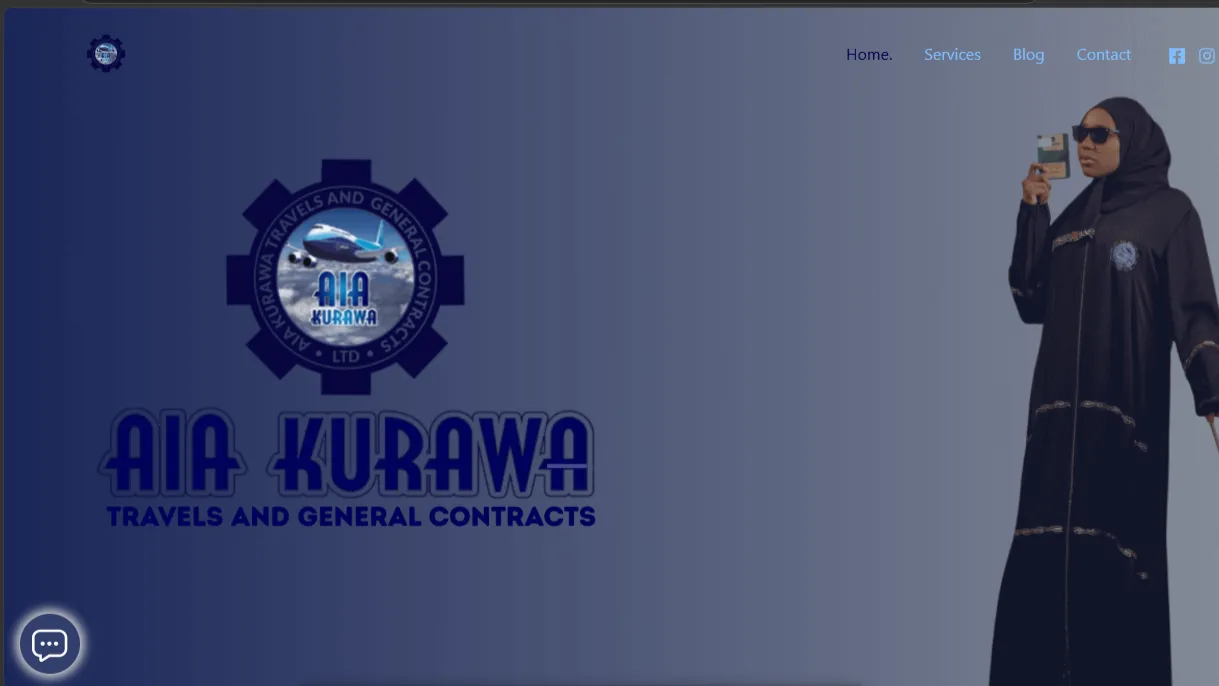 Home.
Services
Blog
Contact
AIA KURAWA TRAVELS AND GENERAL CONTRACTS
• LTD •
AIA
KURAWA
AIA KURAWA
TRAVELS AND GENERAL CONTRACTS